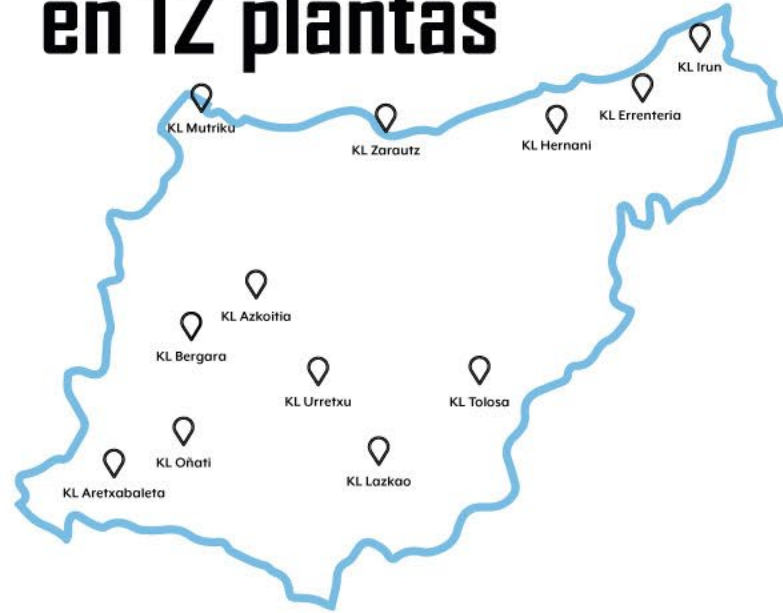 en 12 plantas
KL Irun
KL Errenteria
KL Mutriku
KL Hernani
KL Zarautz
KL Azkoitia
KL Bergara
KL Urretxu
KL Tolosa
KL Oñati
KL Lazkao
KL Aretxabaleta